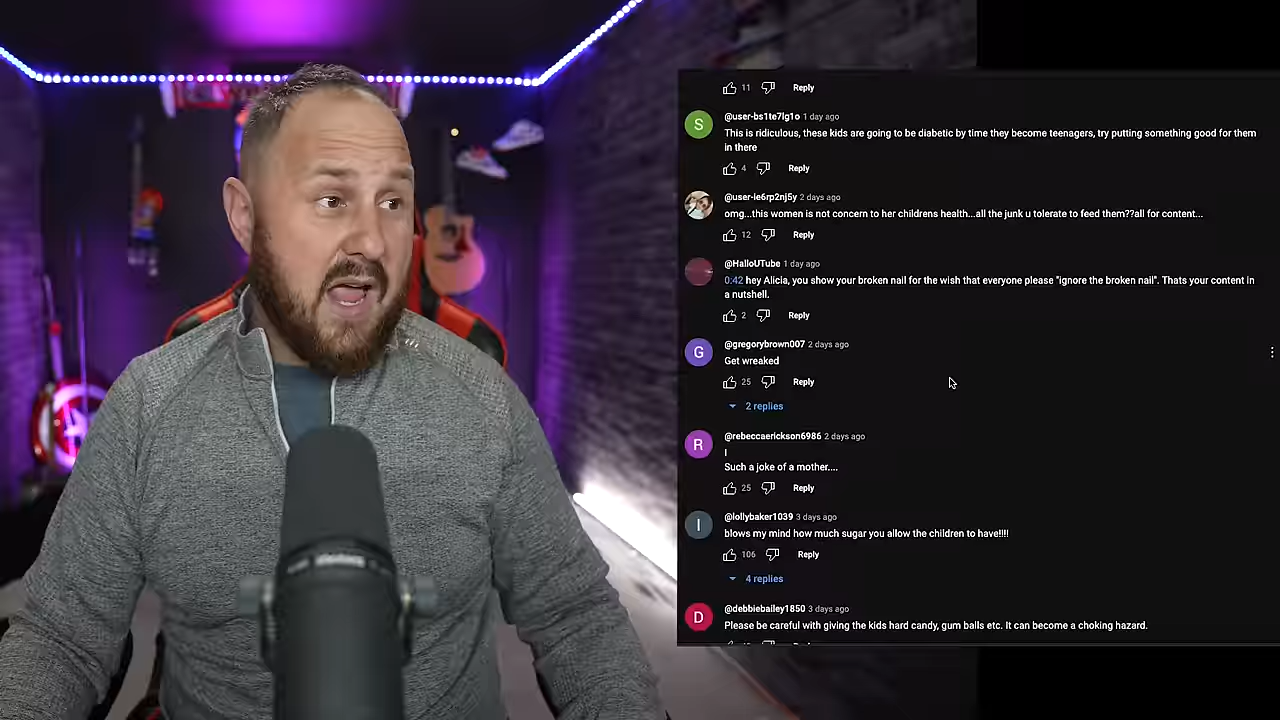 11 Reply
@user-bs1te7lg1o 1 day ago
This is ridiculous, these kids are going to be diabetic by time they become teenagers, try putting something good for them
in there
4 Reply
@user-ie6rp2nj5y 2 days ago
omg...this women is not concern to her childrens health...all the junk u tolerate to feed them??all for content...
12 Reply
@HalloUTube 1 day ago
0:42 hey Alicia, you show your broken nail for the wish that everyone please "ignore the broken nail". Thats your content in
a nutshell.
2 Reply
G
@gregorybrown007 2 days ago
Get wreaked
25 Reply
2 replies
R
@rebeccaerickson6986 2 days ago
I
Such a joke of a mother....
25 Reply
I
@lollybaker1039 3 days ago
blows my mind how much sugar you allow the children to have!!!!
106 Reply
4 replies
D
@debbiebailey1850 3 days ago
Please be careful with giving the kids hard candy, gum balls etc. It can become a choking hazard.